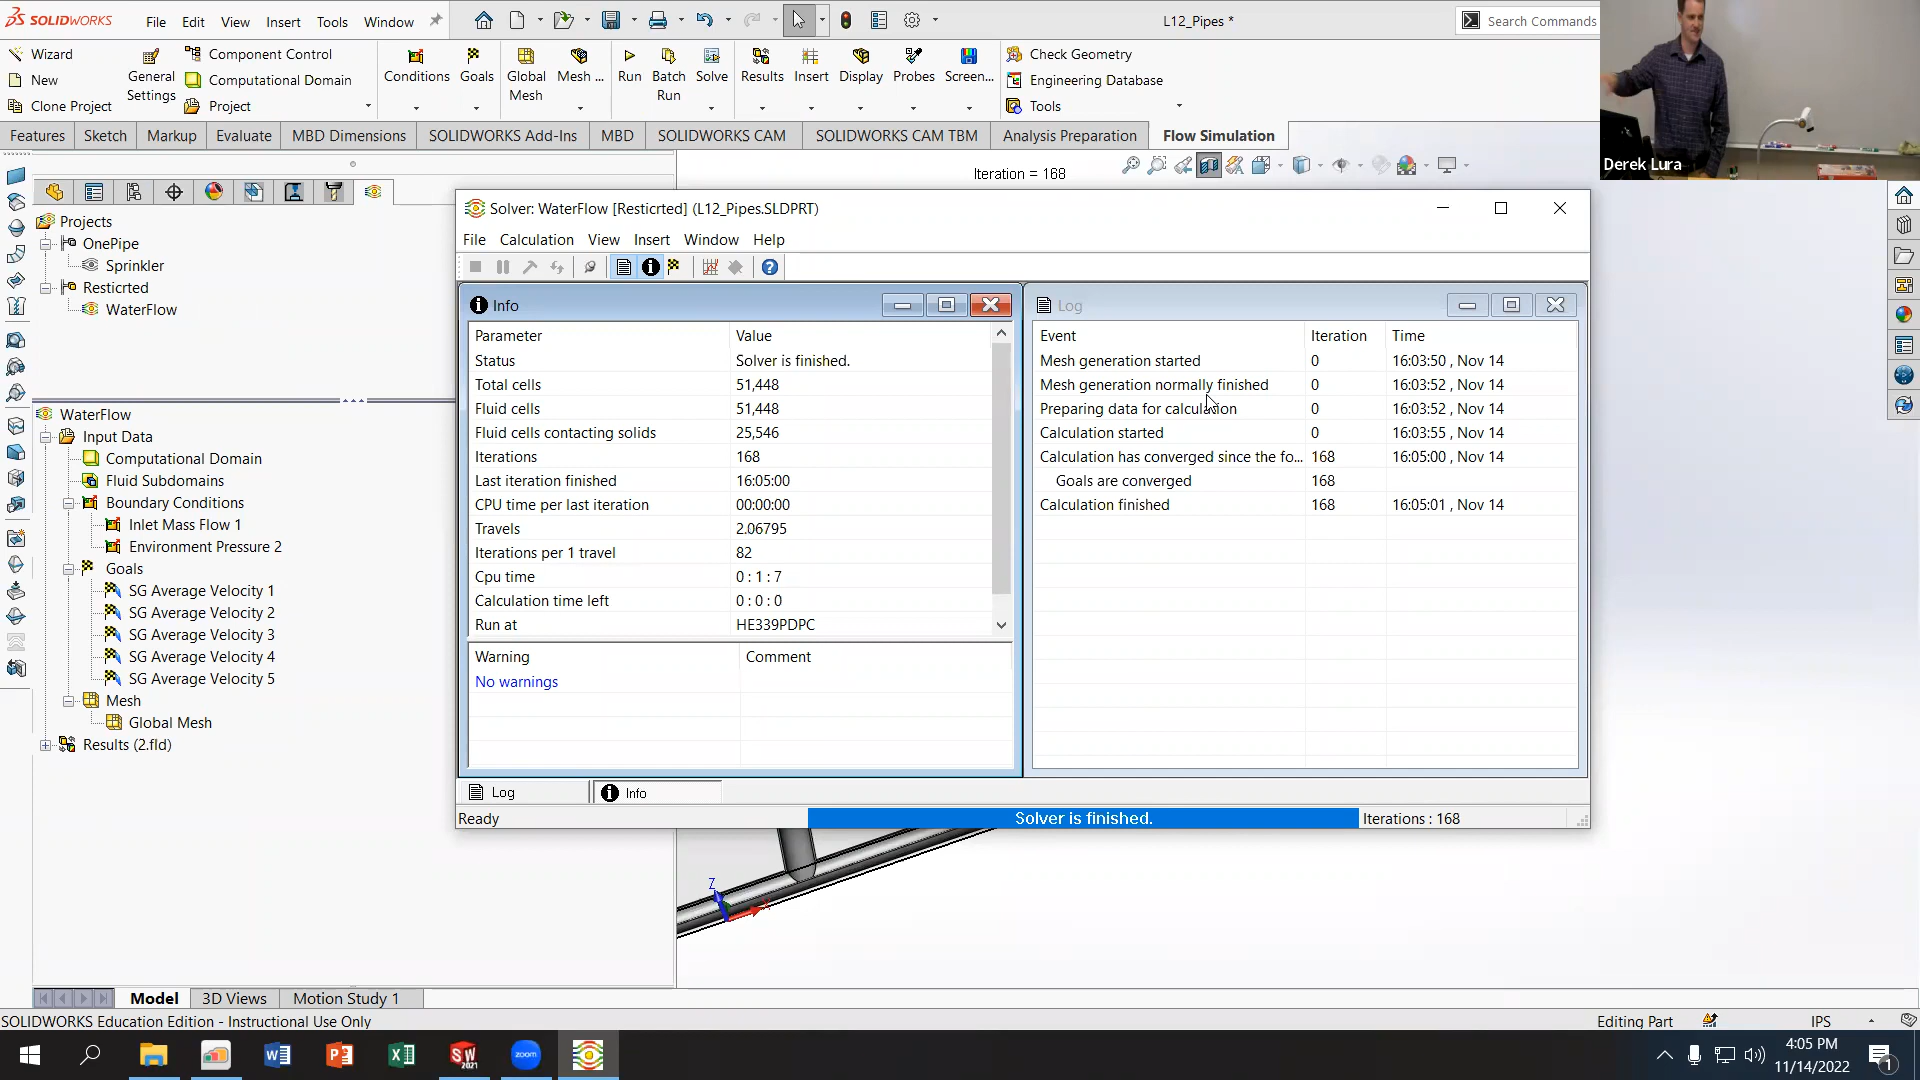 SOLIDWORKS File Edit View Insert Tools Window L12_Pipes * Search Commands
Wizard
New
Clone Project
General Settings
Component Control
Computational Domain
Project
Conditions
Goals
Global Mesh
Mesh ...
Run
Batch Run
Solve
Results
Insert
Display
Probes
Screen...
Check Geometry
Engineering Database
Tools
Features Sketch Markup Evaluate MBD Dimensions SOLIDWORKS Add-Ins MBD SOLIDWORKS CAM SOLIDWORKS CAM TBM Analysis Preparation Flow Simulation
Derek Lura
Iteration = 168
Projects
OnePipe
Sprinkler
Resticrted
WaterFlow
WaterFlow
Input Data
Computational Domain
Fluid Subdomains
Boundary Conditions
Inlet Mass Flow 1
Environment Pressure 2
Goals
SG Average Velocity 1
SG Average Velocity 2
SG Average Velocity 3
SG Average Velocity 4
SG Average Velocity 5
Mesh
Global Mesh
Results (2.fld)
Solver: WaterFlow [Resticrted] (L12_Pipes.SLDPRT)
File Calculation View Insert Window Help
Info
Parameter Value
Status Solver is finished.
Total cells 51,448
Fluid cells 51,448
Fluid cells contacting solids 25,546
Iterations 168
Last iteration finished 16:05:00
CPU time per last iteration 00:00:00
Travels 2.06795
Iterations per 1 travel 82
Cpu time 0 : 1 : 7
Calculation time left 0 : 0 : 0
Run at HE339PDPC
Warning Comment
No warnings
Log
Event Iteration Time
Mesh generation started 0 16:03:50 , Nov 14
Mesh generation normally finished 0 16:03:52 , Nov 14
Preparing data for calculation 0 16:03:52 , Nov 14
Calculation started 0 16:03:55 , Nov 14
Calculation has converged since the fo... 168 16:05:00 , Nov 14
Goals are converged 168
Calculation finished 168 16:05:01 , Nov 14
Log Info
Ready Solver is finished. Iterations : 168
Z
Model 3D Views Motion Study 1
SOLIDWORKS Education Edition - Instructional Use Only Editing Part IPS
SW 2021
zoom
4:05 PM
11/14/2022
1